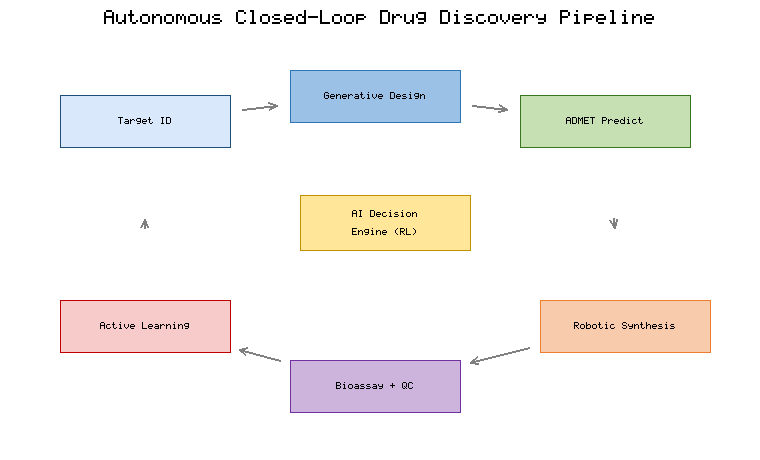 Autonomous Closed-Loop Drug Discovery Pipeline
Generative Design
Target ID
ADMET Predict
AI Decision
Engine (RL)
Active Learning
Robotic Synthesis
Bioassay + QC